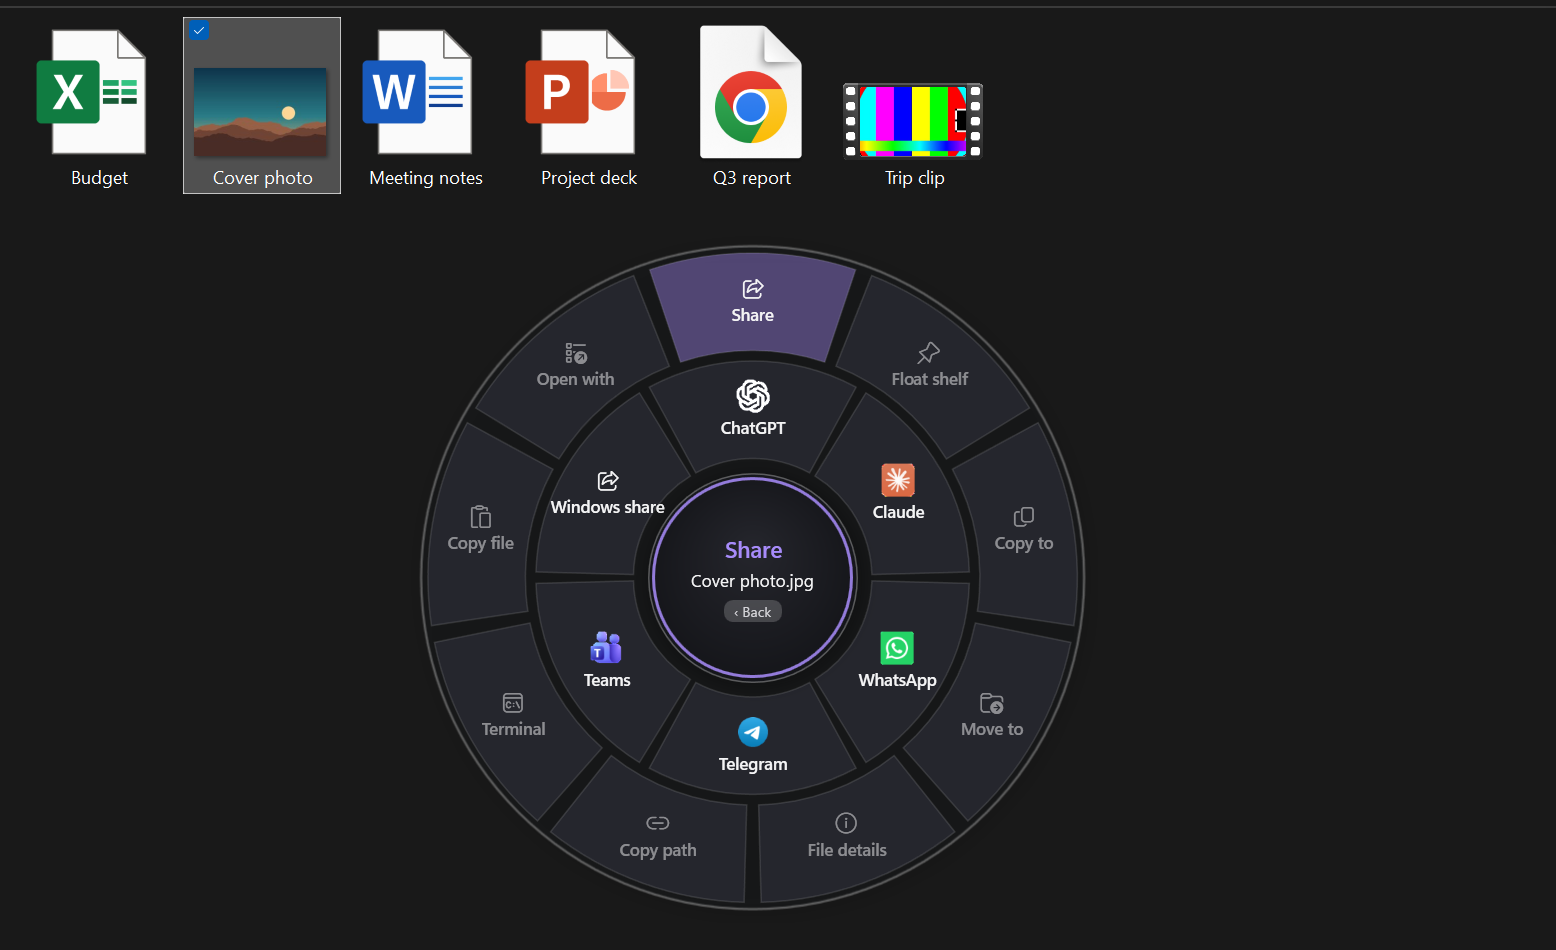 Budget
Cover photo
Meeting notes
Project deck
Q3 report
Trip clip
Share
Open with
Float shelf
ChatGPT
Windows share
Claude
Copy file
Copy to
Share
Cover photo.jpg
‹ Back
Teams
WhatsApp
Terminal
Move to
Telegram
Copy path
File details